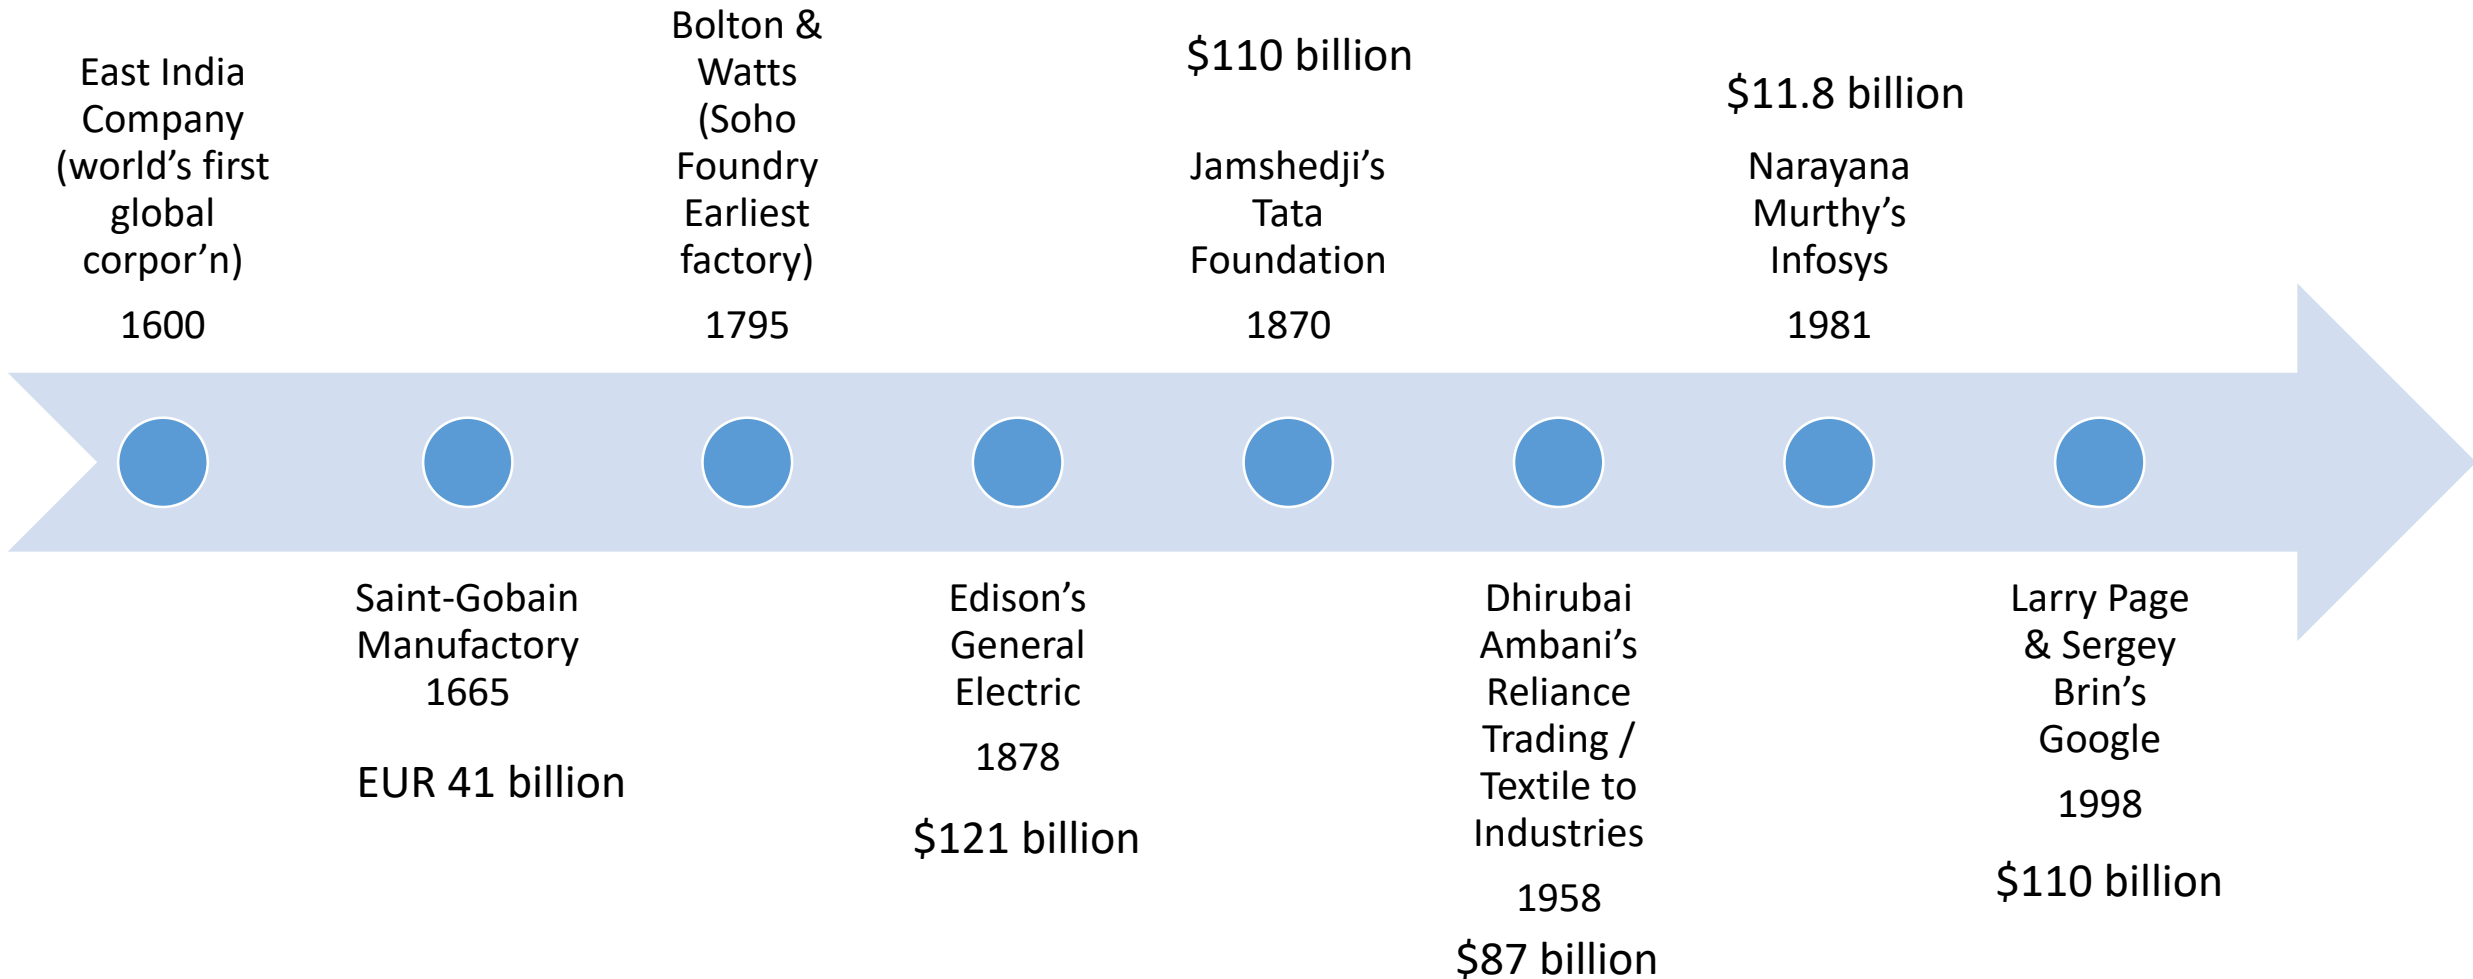 East India
Company
(world’s first
global
corpor’n)
1600
Saint-Gobain
Manufactory
1665
EUR 41 billion
Bolton &
Watts
(Soho
Foundry
Earliest
factory)
1795
Edison’s
General
Electric
1878
$121 billion
$110 billion
Jamshedji’s
Tata
Foundation
1870
Dhirubai
Ambani’s
Reliance
Trading /
Textile to
Industries
1958
$87 billion
$11.8 billion
Narayana
Murthy’s
Infosys
1981
Larry Page
& Sergey
Brin’s
Google
1998
$110 billion